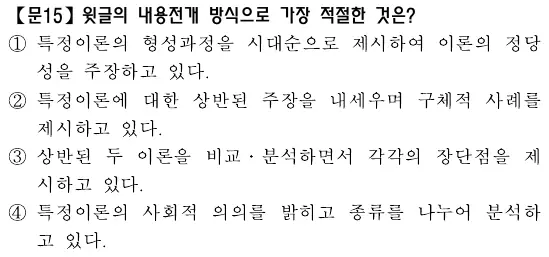 【문15】 윗글의 내용전개 방식으로 가장 적절한 것은?
① 특정이론의 형성과정을 시대순으로 제시하여 이론의 정당
성을 주장하고 있다.
② 특정이론에 대한 상반된 주장을 내세우며 구체적 사례를
제시하고 있다.
③ 상반된 두 이론을 비교·분석하면서 각각의 장단점을 제
시하고 있다.
④ 특정이론의 사회적 의의를 밝히고 종류를 나누어 분석하
고 있다.